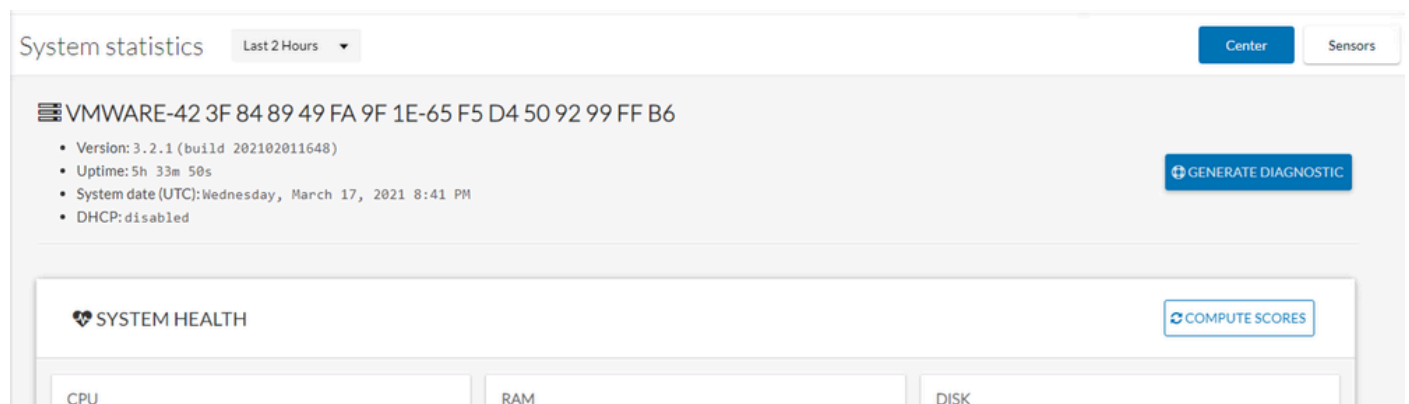 System statistics Last 2 Hours Center Sensors
VMWARE-42 3F 84 89 49 FA 9F 1E-65 F5 D4 50 92 99 FF B6
• Version: 3.2.1 (build 202102011648)
• Uptime: 5h 33m 50s
• System date (UTC): Wednesday, March 17, 2021 8:41 PM
• DHCP: disabled
GENERATE DIAGNOSTIC
SYSTEM HEALTH COMPUTE SCORES
CPU RAM DISK